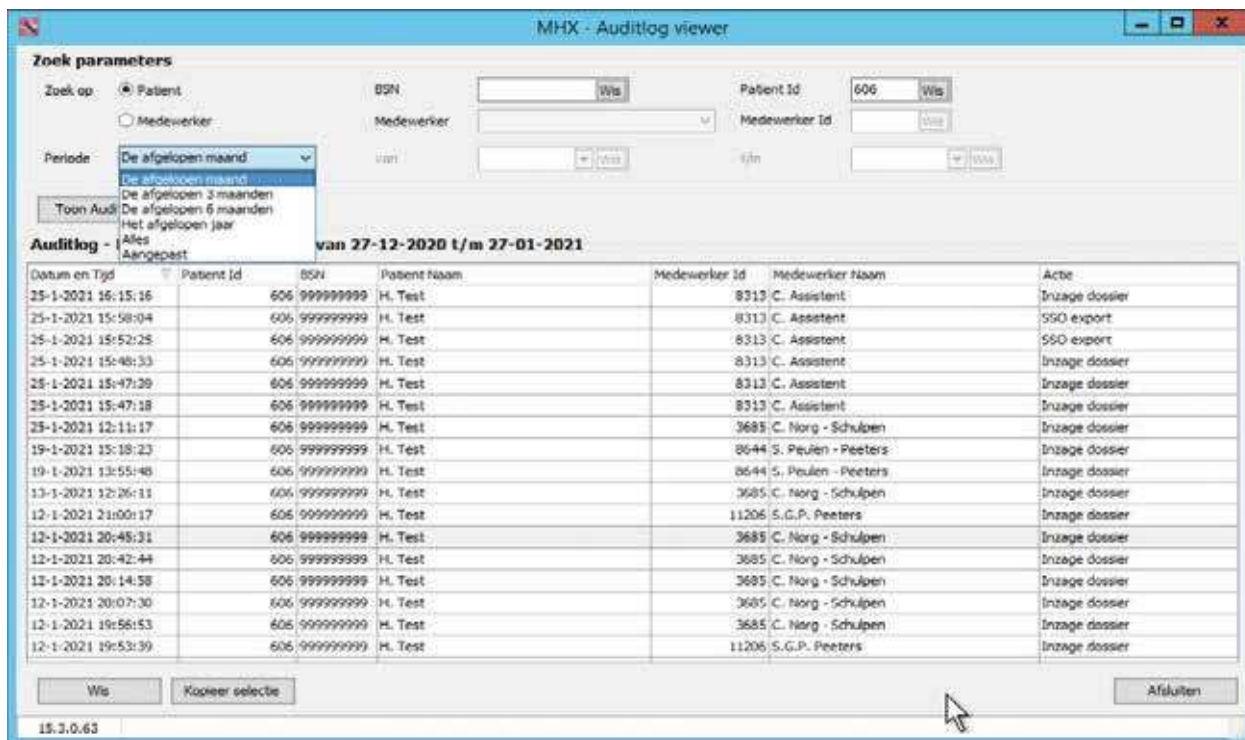 MHX - Auditlog viewer
Zoek parameters
Zoek op Patient BSN Wis Patient Id 606 Wis
Medewerker Medewerker Medewerker Id Wis
Periode De afgelopen maand van Wis t/m Wis
De afgelopen maand
De afgelopen 3 maanden
Toon Aud De afgelopen 6 maanden
Het afgelopen jaar
Alles
Auditlog - van 27-12-2020 t/m 27-01-2021
Aangepast
Datum en Tijd Patient Id BSN Patient Naam Medewerker Id Medewerker Naam Actie
25-1-2021 16:15:16 606 999999999 H. Test 8313 C. Assistent Inzage dossier
25-1-2021 15:58:04 606 999999999 H. Test 8313 C. Assistent SSO export
25-1-2021 15:52:25 606 999999999 H. Test 8313 C. Assistent SSO export
25-1-2021 15:48:33 606 999999999 H. Test 8313 C. Assistent Inzage dossier
25-1-2021 15:47:39 606 999999999 H. Test 8313 C. Assistent Inzage dossier
25-1-2021 15:47:18 606 999999999 H. Test 8313 C. Assistent Inzage dossier
25-1-2021 12:11:17 606 999999999 H. Test 3685 C. Norg - Schulpen Inzage dossier
19-1-2021 15:18:23 606 999999999 H. Test 8644 S. Peulen - Peeters Inzage dossier
19-1-2021 13:55:48 606 999999999 H. Test 8644 S. Peulen - Peeters Inzage dossier
13-1-2021 12:26:11 606 999999999 H. Test 3685 C. Norg - Schulpen Inzage dossier
12-1-2021 21:00:17 606 999999999 H. Test 11206 S.G.P. Peeters Inzage dossier
12-1-2021 20:45:31 606 999999999 H. Test 3685 C. Norg - Schulpen Inzage dossier
12-1-2021 20:42:44 606 999999999 H. Test 3685 C. Norg - Schulpen Inzage dossier
12-1-2021 20:14:58 606 999999999 H. Test 3685 C. Norg - Schulpen Inzage dossier
12-1-2021 20:07:30 606 999999999 H. Test 3685 C. Norg - Schulpen Inzage dossier
12-1-2021 19:56:53 606 999999999 H. Test 3685 C. Norg - Schulpen Inzage dossier
12-1-2021 19:53:39 606 999999999 H. Test 11206 S.G.P. Peeters Inzage dossier
Wis Kopieer selectie Afsluiten
15.3.0.63